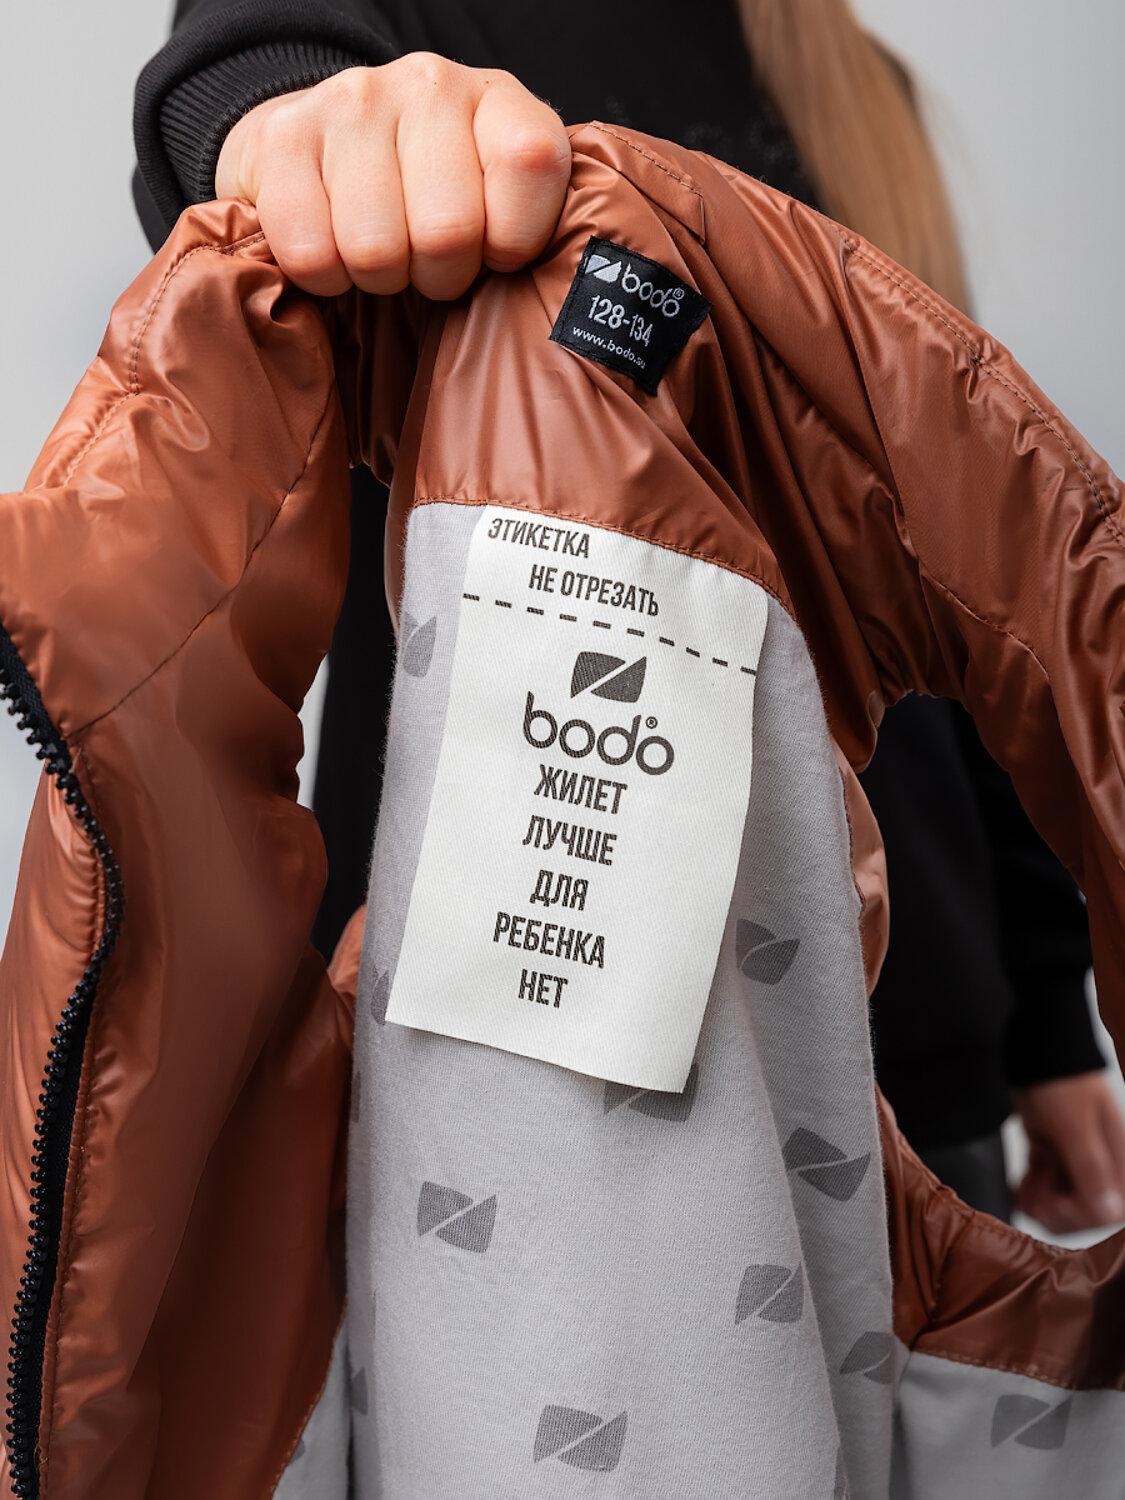 bodo®
128-134
www.bodo.su
ЭТИКЕТКА
НЕ ОТРЕЗАТЬ
bodo®
ЖИЛЕТ
ЛУЧШЕ
ДЛЯ
РЕБЕНКА
НЕТ